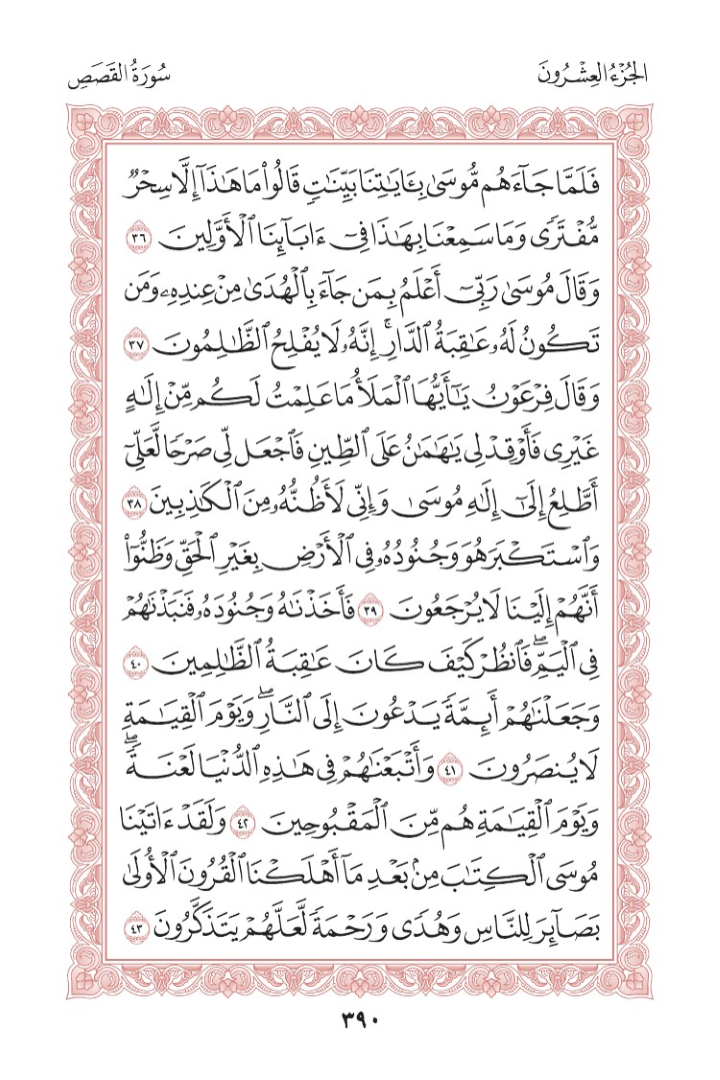 الجُزْءُ العِشْرُونَ
سُورَةُ القَصَصِ
فَلَمَّا جَآءَهُم مُّوسَىٰ بِـَٔايَٰتِنَا بَيِّنَٰتٖ قَالُواْ مَا هَٰذَآ إِلَّا سِحۡرٞ
مُّفۡتَرٗى وَمَا سَمِعۡنَا بِهَٰذَا فِيٓ ءَابَآئِنَا ٱلۡأَوَّلِينَ ٣٦
وَقَالَ مُوسَىٰ رَبِّيٓ أَعۡلَمُ بِمَن جَآءَ بِٱلۡهُدَىٰ مِنۡ عِندِهِۦ وَمَن
تَكُونُ لَهُۥ عَٰقِبَةُ ٱلدَّارِۚ إِنَّهُۥ لَا يُفۡلِحُ ٱلظَّٰلِمُونَ ٣٧
وَقَالَ فِرۡعَوۡنُ يَٰٓأَيُّهَا ٱلۡمَلَأُ مَا عَلِمۡتُ لَكُم مِّنۡ إِلَٰهٍ
غَيۡرِي فَأَوۡقِدۡ لِي يَٰهَٰمَٰنُ عَلَى ٱلطِّينِ فَٱجۡعَل لِّي صَرۡحٗا لَّعَلِّيٓ
أَطَّلِعُ إِلَىٰٓ إِلَٰهِ مُوسَىٰ وَإِنِّي لَأَظُنُّهُۥ مِنَ ٱلۡكَٰذِبِينَ ٣٨
وَٱسۡتَكۡبَرَ هُوَ وَجُنُودُهُۥ فِي ٱلۡأَرۡضِ بِغَيۡرِ ٱلۡحَقِّ وَظَنُّوٓاْ
أَنَّهُمۡ إِلَيۡنَا لَا يُرۡجَعُونَ ٣٩ فَأَخَذۡنَٰهُ وَجُنُودَهُۥ فَنَبَذۡنَٰهُمۡ
فِي ٱلۡيَمِّۖ فَٱنظُرۡ كَيۡفَ كَانَ عَٰقِبَةُ ٱلظَّٰلِمِينَ ٤٠
وَجَعَلۡنَٰهُمۡ أَئِمَّةٗ يَدۡعُونَ إِلَى ٱلنَّارِۖ وَيَوۡمَ ٱلۡقِيَٰمَةِ
لَا يُنصَرُونَ ٤١ وَأَتۡبَعۡنَٰهُمۡ فِي هَٰذِهِ ٱلدُّنۡيَا لَعۡنَةٗۖ
وَيَوۡمَ ٱلۡقِيَٰمَةِ هُم مِّنَ ٱلۡمَقۡبُوحِينَ ٤٢ وَلَقَدۡ ءَاتَيۡنَا
مُوسَى ٱلۡكِتَٰبَ مِنۢ بَعۡدِ مَآ أَهۡلَكۡنَا ٱلۡقُرُونَ ٱلۡأُولَىٰ
بَصَآئِرَ لِلنَّاسِ وَهُدٗى وَرَحۡمَةٗ لَّعَلَّهُمۡ يَتَذَكَّرُونَ ٤٣
٣٩٠